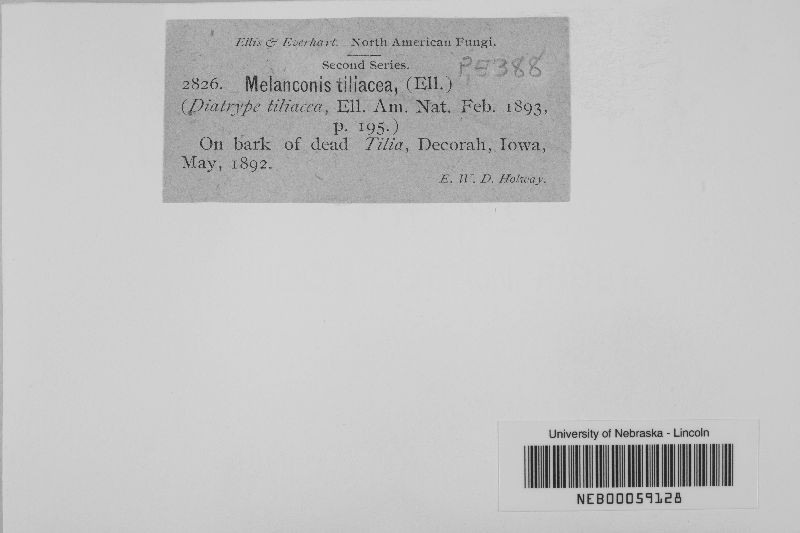 Ellis & Everhart. North American Fungi.
Second Series.
P5388
2826. Melanconis tiliacea, (Ell.)
(Diatrype tiliacea, Ell. Am. Nat. Feb. 1893,
p. 195.)
On bark of dead Tilia, Decorah, Iowa,
May, 1892.
E. W. D. Holway.
University of Nebraska - Lincoln
NEB00059128